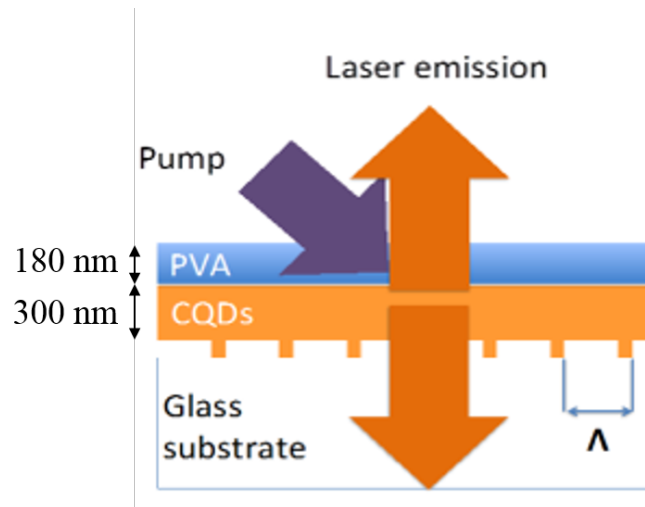 Laser emission
Pump
180 nm
PVA
300 nm
CQDs
Glass
substrate
Λ